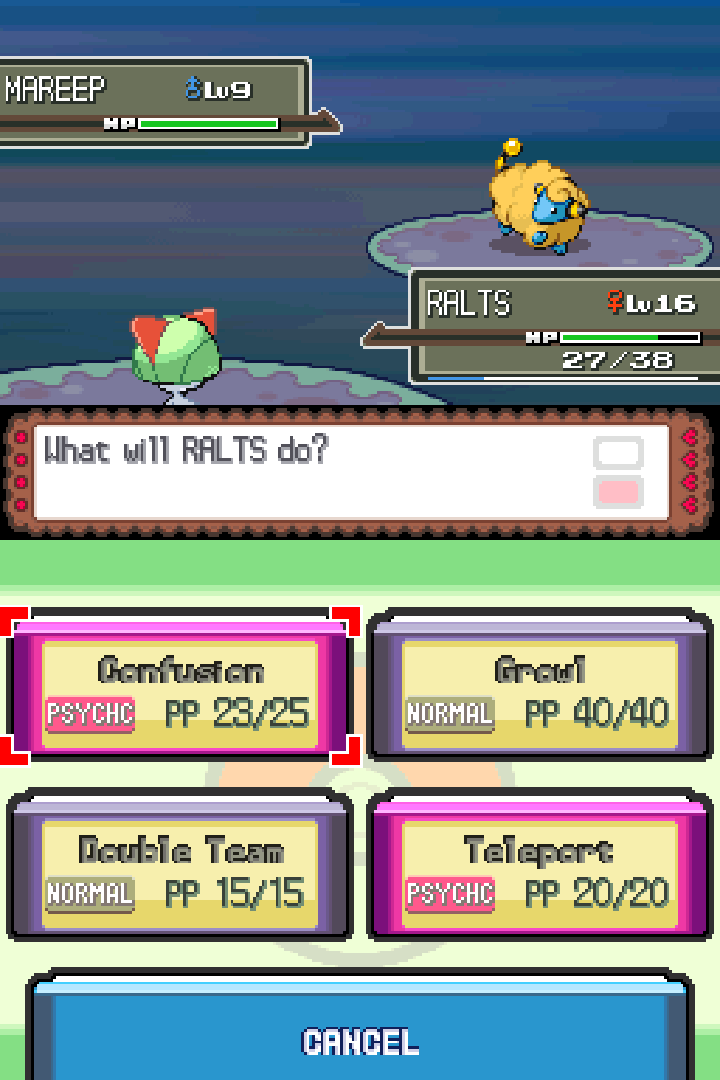 MAREEP ♂Lv9
HP
RALTS ♀Lv16
HP
27/38
What will RALTS do?
Confusion
PSYCHC PP 23/25
Growl
NORMAL PP 40/40
Double Team
NORMAL PP 15/15
Teleport
PSYCHC PP 20/20
CANCEL